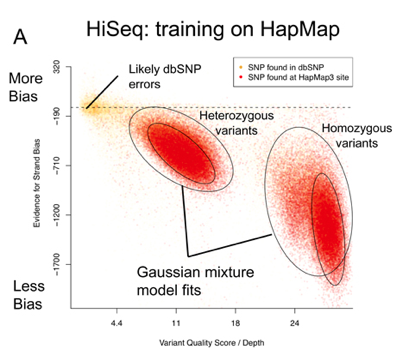 HiSeq: training on HapMap
A
More
Bias
Likely dbSNP
errors
SNP found in dbSNP
SNP found at HapMap3 site
Heterozygous
variants
Homozygous
variants
Gaussian mixture
model fits
Less
Bias
Evidence for Strand Bias
320
−190
−710
−1200
−1700
4.4
11
18
24
Variant Quality Score / Depth